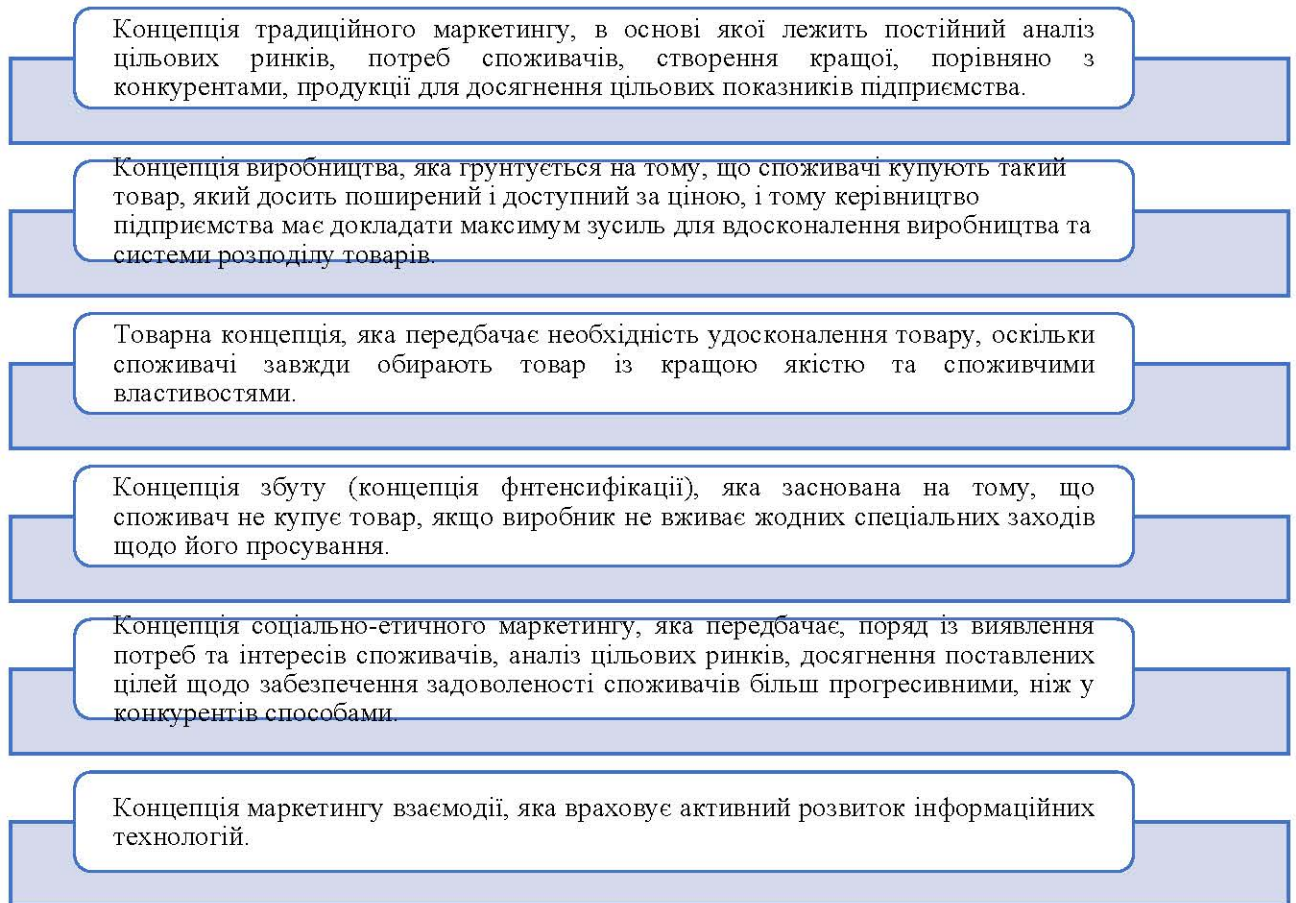 Концепція традиційного маркетингу, в основі якої лежить постійний аналіз
цільових ринків, потреб споживачів, створення кращої, порівняно з
конкурентами, продукції для досягнення цільових показників підприємства.
Концепція виробництва, яка грунтується на тому, що споживачі купують такий
товар, який досить поширений і доступний за ціною, і тому керівництво
підприємства має докладати максимум зусиль для вдосконалення виробництва та
системи розподілу товарів.
Товарна концепція, яка передбачає необхідність удосконалення товару, оскільки
споживачі завжди обирають товар із кращою якістю та споживчими
властивостями.
Концепція збуту (концепція фнтенсифікації), яка заснована на тому, що
споживач не купує товар, якщо виробник не вживає жодних спеціальних заходів
щодо його просування.
Концепція соціально-етичного маркетингу, яка передбачає, поряд із виявлення
потреб та інтересів споживачів, аналіз цільових ринків, досягнення поставлених
цілей щодо забезпечення задоволеності споживачів більш прогресивними, ніж у
конкурентів способами.
Концепція маркетингу взаємодії, яка враховує активний розвиток інформаційних
технологій.